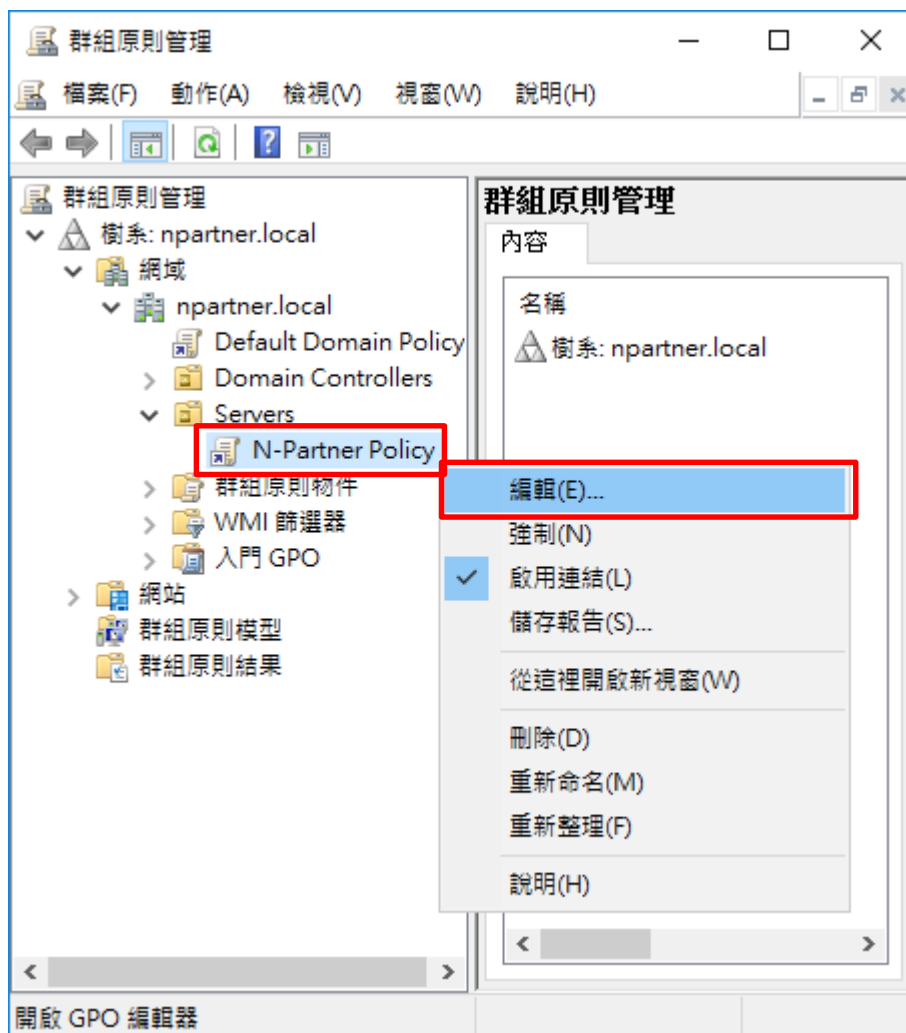 群組原則管理
檔案(F) 動作(A) 檢視(V) 視窗(W) 說明(H)
群組原則管理
樹系: npartner.local
網域
npartner.local
Default Domain Policy
Domain Controllers
Servers
N-Partner Policy
群組原則物件
WMI 篩選器
入門 GPO
網站
群組原則模型
群組原則結果
群組原則管理
內容
名稱
樹系: npartner.local
編輯(E)...
強制(N)
啟用連結(L)
儲存報告(S)...
從這裡開啟新視窗(W)
刪除(D)
重新命名(M)
重新整理(F)
說明(H)
開啟 GPO 編輯器